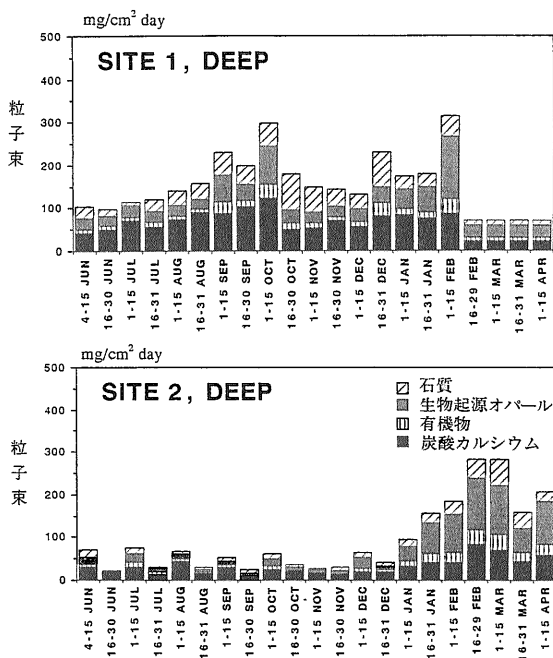 mg/cm² day
SITE 1, DEEP
粒子束
500
400
300
200
100
0
4-15 JUN
16-30 JUN
1-15 JUL
16-31 JUL
1-15 AUG
16-31 AUG
1-15 SEP
16-30 SEP
1-15 OCT
16-30 OCT
1-15 NOV
16-30 NOV
1-15 DEC
16-31 DEC
1-15 JAN
16-31 JAN
1-15 FEB
16-29 FEB
1-15 MAR
16-31 MAR
1-15 APR
mg/cm² day
SITE 2, DEEP
石質
生物起源オパール
有機物
炭酸カルシウム
粒子束
500
400
300
200
100
0
4-15 JUN
16-30 JUN
1-15 JUL
16-31 JUL
1-15 AUG
16-31 AUG
1-15 SEP
16-30 SEP
1-15 OCT
16-30 OCT
1-15 NOV
16-30 NOV
1-15 DEC
16-31 DEC
1-15 JAN
16-31 JAN
1-15 FEB
16-29 FEB
1-15 MAR
16-31 MAR
1-15 APR